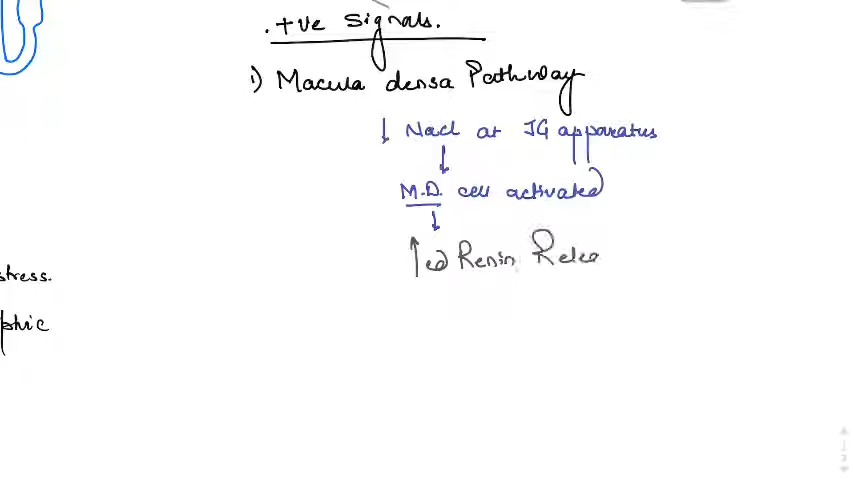 . +ve Signals.
1) Macula densa Pathway
↓ Nacl at JG apparatus
↓
M.D. cell activated
↓
↑ed Renin Relea
stress.
phic